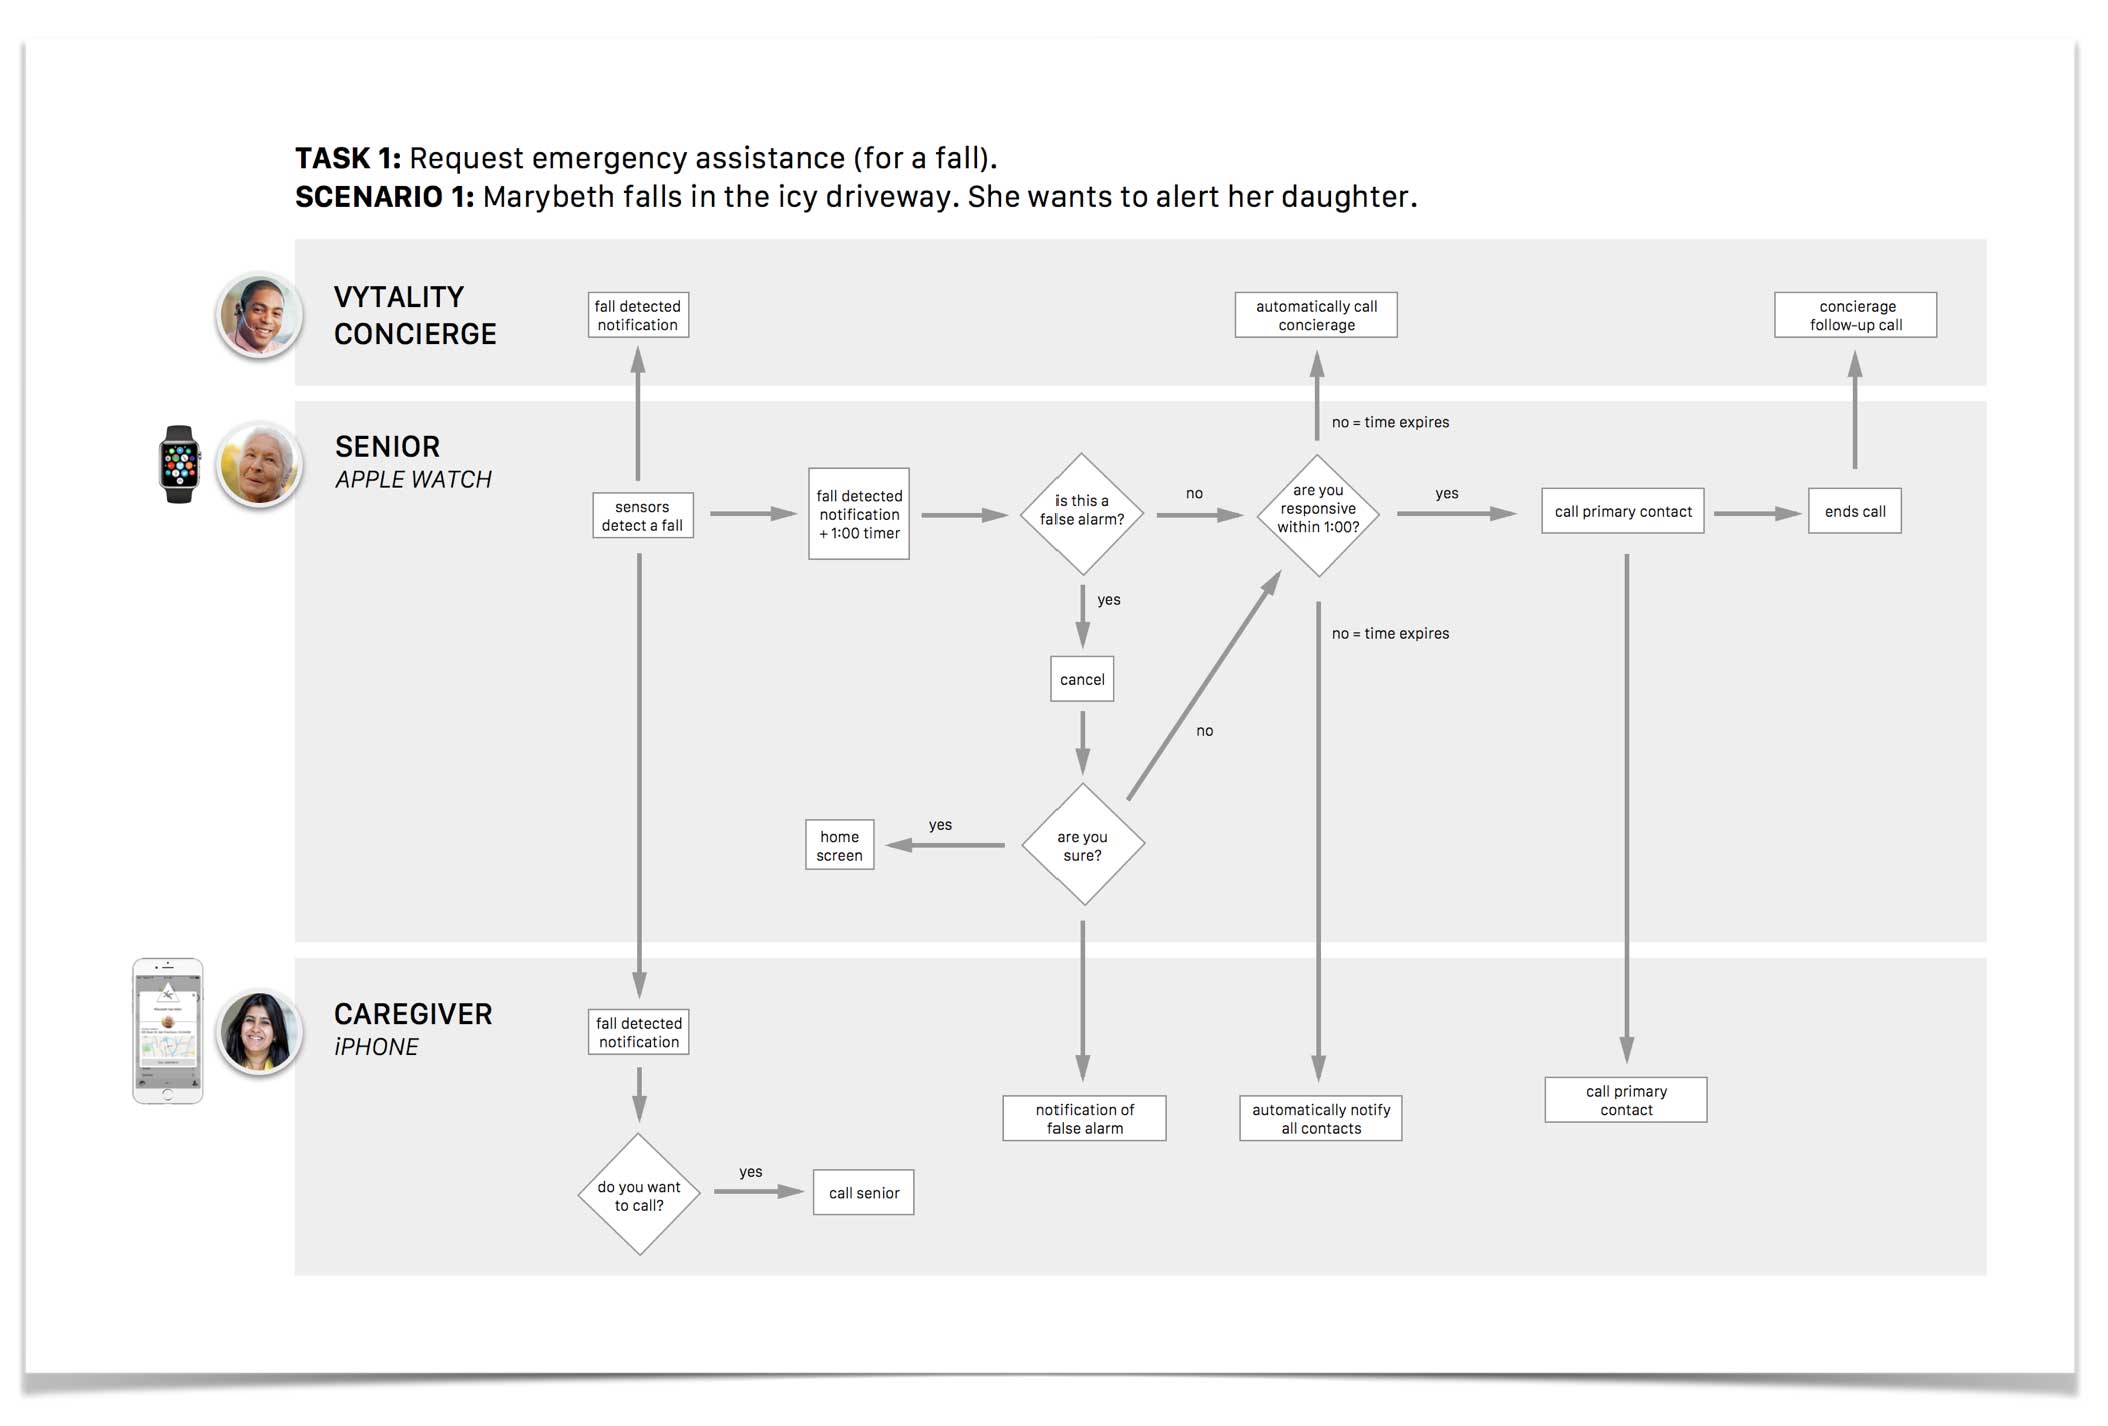 TASK 1: Request emergency assistance (for a fall).
SCENARIO 1: Marybeth falls in the icy driveway. She wants to alert her daughter.
VYTALITY
CONCIERGE
fall detected
notification
automatically call
concierage
concierage
follow-up call
no = time expires
SENIOR
APPLE WATCH
sensors
detect a fall
fall detected
notification
+ 1:00 timer
is this a
false alarm?
no
are you
responsive
within 1:00?
yes
call primary contact
ends call
yes
no = time expires
cancel
no
yes
home
screen
are you
sure?
CAREGIVER
iPHONE
fall detected
notification
notification of
false alarm
automatically notify
all contacts
call primary
contact
do you want
to call?
yes
call senior